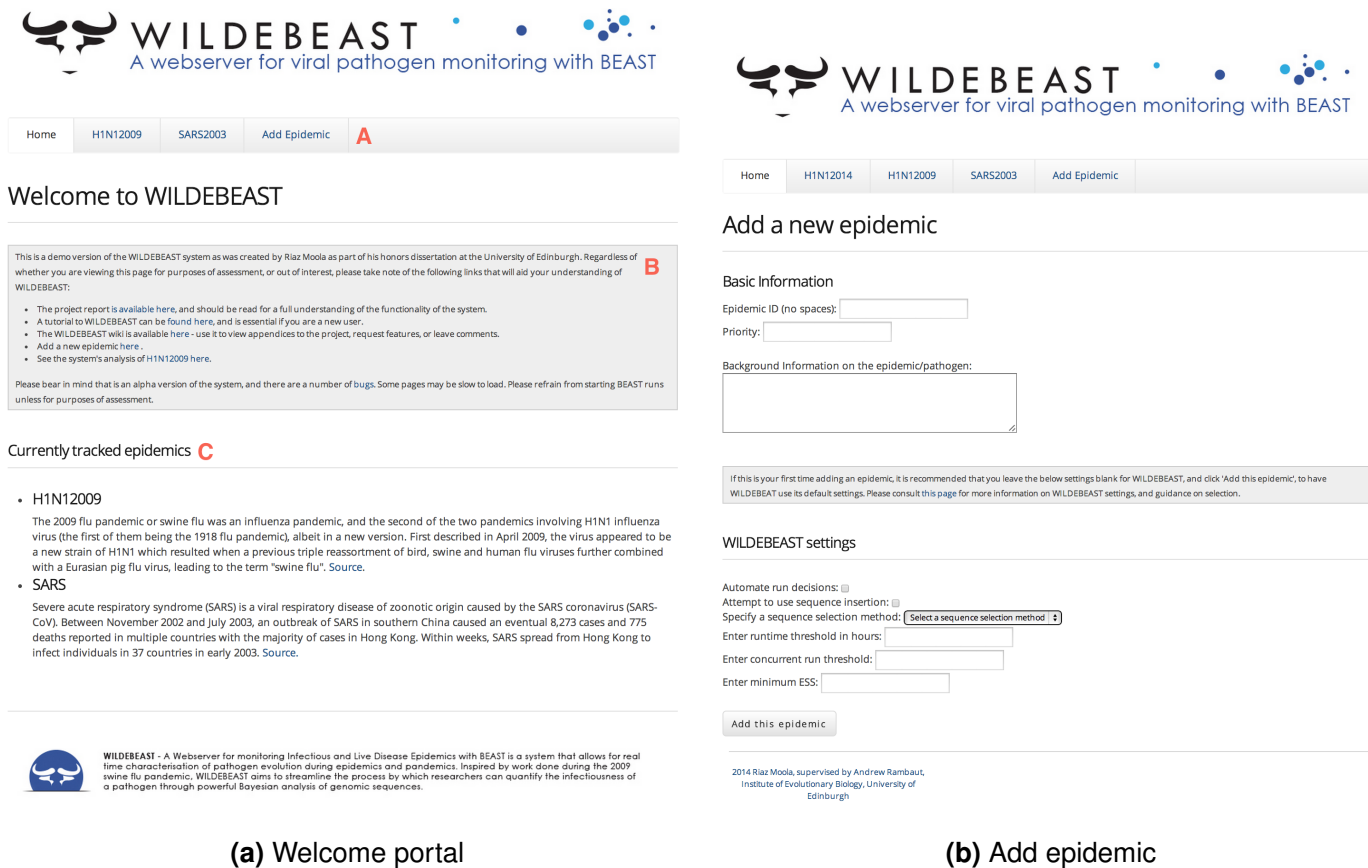 WILDEBEAST
A webserver for viral pathogen monitoring with BEAST
Home H1N12009 SARS2003 Add Epidemic A
Welcome to WILDEBEAST
This is a demo version of the WILDEBEAST system as was created by Riaz Moola as part of his honors dissertation at the University of Edinburgh. Regardless of
whether you are viewing this page for purposes of assessment, or out of interest, please take note of the following links that will aid your understanding of
WILDEBEAST:
B
• The project report is available here, and should be read for a full understanding of the functionality of the system.
• A tutorial to WILDEBEAST can be found here, and is essential if you are a new user.
• The WILDEBEAST wiki is available here - use it to view appendices to the project, request features, or leave comments.
• Add a new epidemic here .
• See the system's analysis of H1N12009 here.
Please bear in mind that is an alpha version of the system, and there are a number of bugs. Some pages may be slow to load. Please refrain from starting BEAST runs
unless for purposes of assessment.
Currently tracked epidemics C
• H1N12009
The 2009 flu pandemic or swine flu was an influenza pandemic, and the second of the two pandemics involving H1N1 influenza
virus (the first of them being the 1918 flu pandemic), albeit in a new version. First described in April 2009, the virus appeared to be
a new strain of H1N1 which resulted when a previous triple reassortment of bird, swine and human flu viruses further combined
with a Eurasian pig flu virus, leading to the term "swine flu". Source.
• SARS
Severe acute respiratory syndrome (SARS) is a viral respiratory disease of zoonotic origin caused by the SARS coronavirus (SARS-
CoV). Between November 2002 and July 2003, an outbreak of SARS in southern China caused an eventual 8,273 cases and 775
deaths reported in multiple countries with the majority of cases in Hong Kong. Within weeks, SARS spread from Hong Kong to
infect individuals in 37 countries in early 2003. Source.
WILDEBEAST - A Webserver for monitoring Infectious and Live Disease Epidemics with BEAST is a system that allows for real
time characterisation of pathogen evolution during epidemics and pandemics. Inspired by work done during the 2009
swine flu pandemic, WILDEBEAST aims to streamline the process by which researchers can quantify the infectiousness of
a pathogen through powerful Bayesian analysis of genomic sequences.
(a) Welcome portal
WILDEBEAST
A webserver for viral pathogen monitoring with BEAST
Home H1N12014 H1N12009 SARS2003 Add Epidemic
Add a new epidemic
Basic Information
Epidemic ID (no spaces):
Priority:
Background Information on the epidemic/pathogen:
If this is your first time adding an epidemic, it is recommended that you leave the below settings blank for WILDEBEAST, and click 'Add this epidemic', to have
WILDEBEAT use its default settings. Please consult this page for more information on WILDEBEAST settings, and guidance on selection.
WILDEBEAST settings
Automate run decisions:
Attempt to use sequence insertion:
Specify a sequence selection method: Select a sequence selection method
Enter runtime threshold in hours:
Enter concurrent run threshold:
Enter minimum ESS:
Add this epidemic
2014 Riaz Moola, supervised by Andrew Rambaut,
Institute of Evolutionary Biology, University of
Edinburgh
(b) Add epidemic